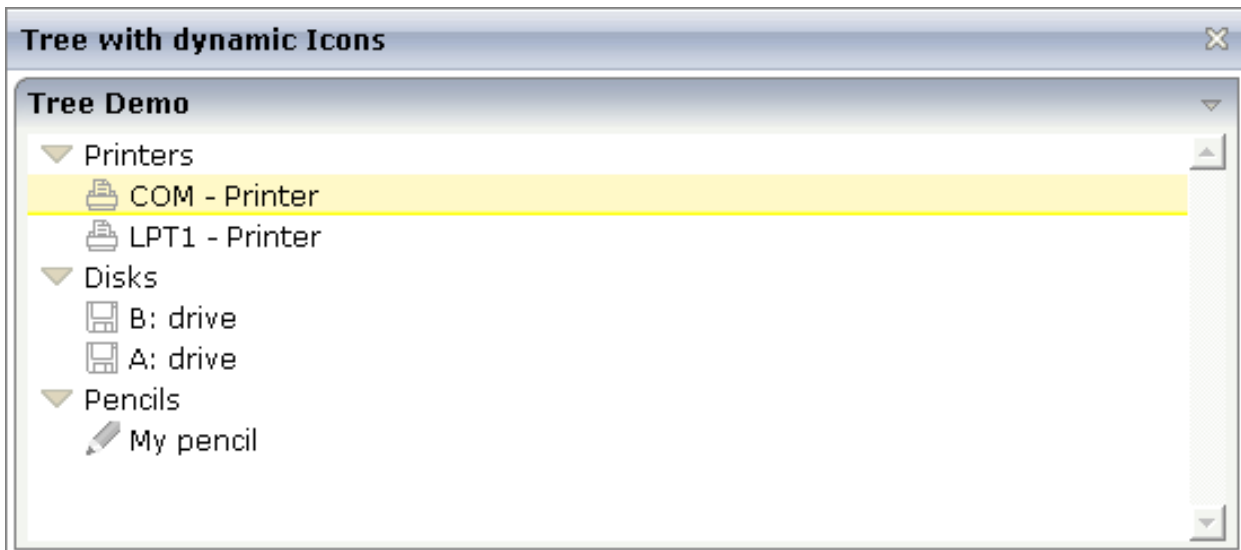 Tree with dynamic Icons
Tree Demo
Printers
COM - Printer
LPT1 - Printer
Disks
B: drive
A: drive
Pencils
My pencil